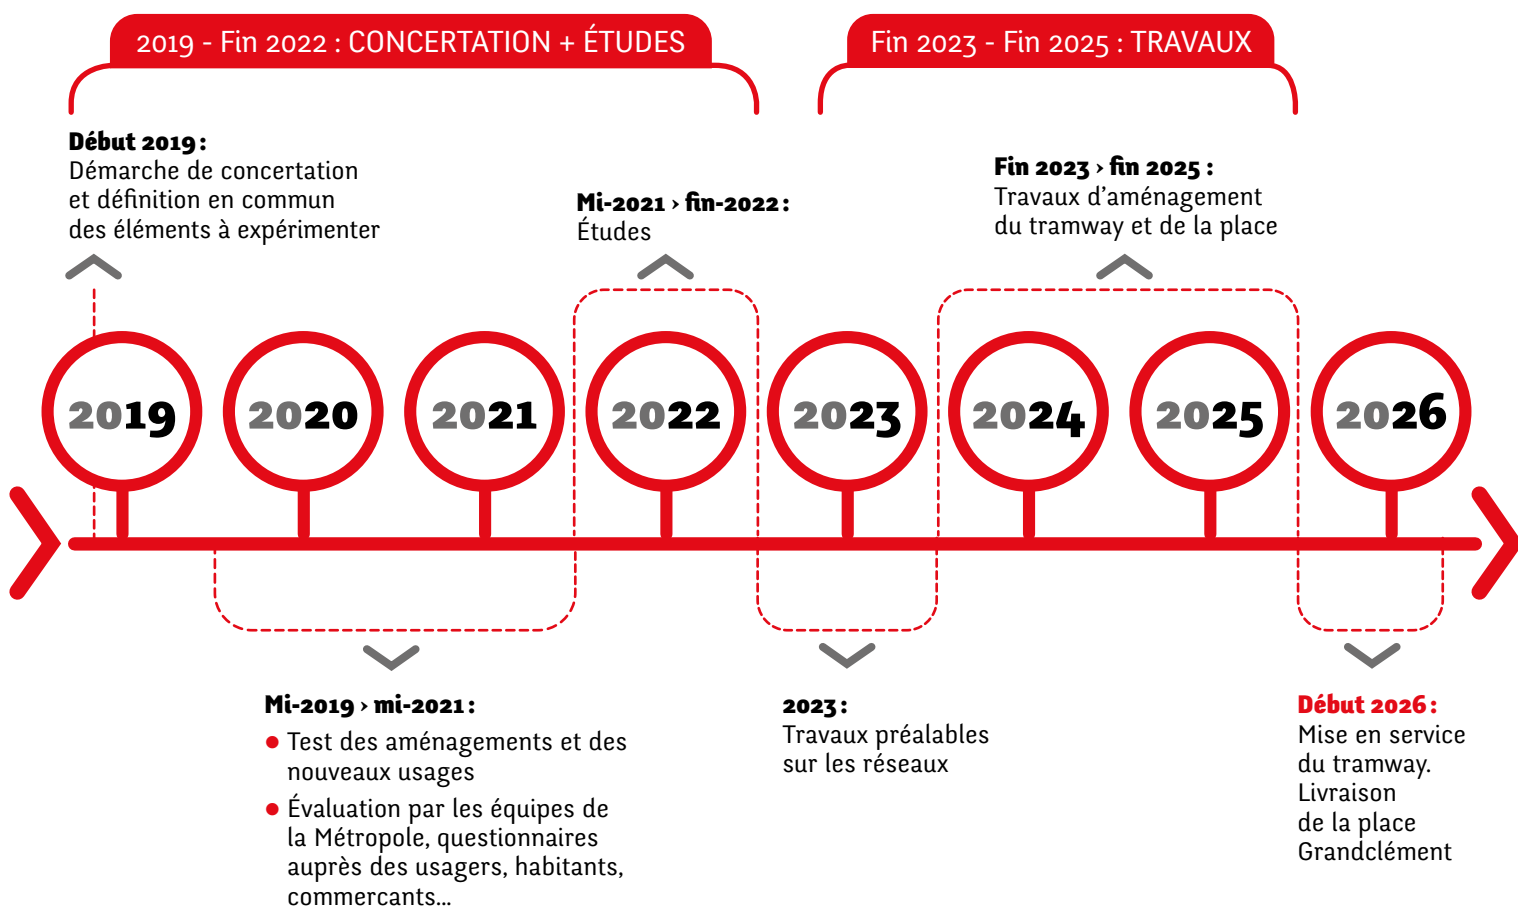 2019 - Fin 2022 : CONCERTATION + ÉTUDES
Fin 2023 - Fin 2025 : TRAVAUX
Début 2019 :
Démarche de concertation
et définition en commun
des éléments à expérimenter
Mi-2021 › fin-2022 :
Études
Fin 2023 › fin 2025 :
Travaux d’aménagement
du tramway et de la place
2019
2020
2021
2022
2023
2024
2025
2026
Mi-2019 › mi-2021 :
● Test des aménagements et des
nouveaux usages
● Évaluation par les équipes de
la Métropole, questionnaires
auprès des usagers, habitants,
commercants...
2023 :
Travaux préalables
sur les réseaux
Début 2026 :
Mise en service
du tramway.
Livraison
de la place
Grandclément